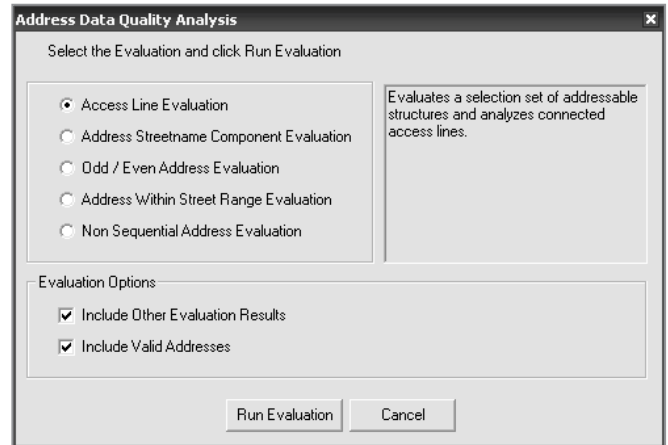 Address Data Quality Analysis
Select the Evaluation and click Run Evaluation
Access Line Evaluation
Address Streetname Component Evaluation
Odd / Even Address Evaluation
Address Within Street Range Evaluation
Non Sequential Address Evaluation
Evaluates a selection set of addressable
structures and analyzes connected
access lines.
Evaluation Options
Include Other Evaluation Results
Include Valid Addresses
Run Evaluation
Cancel